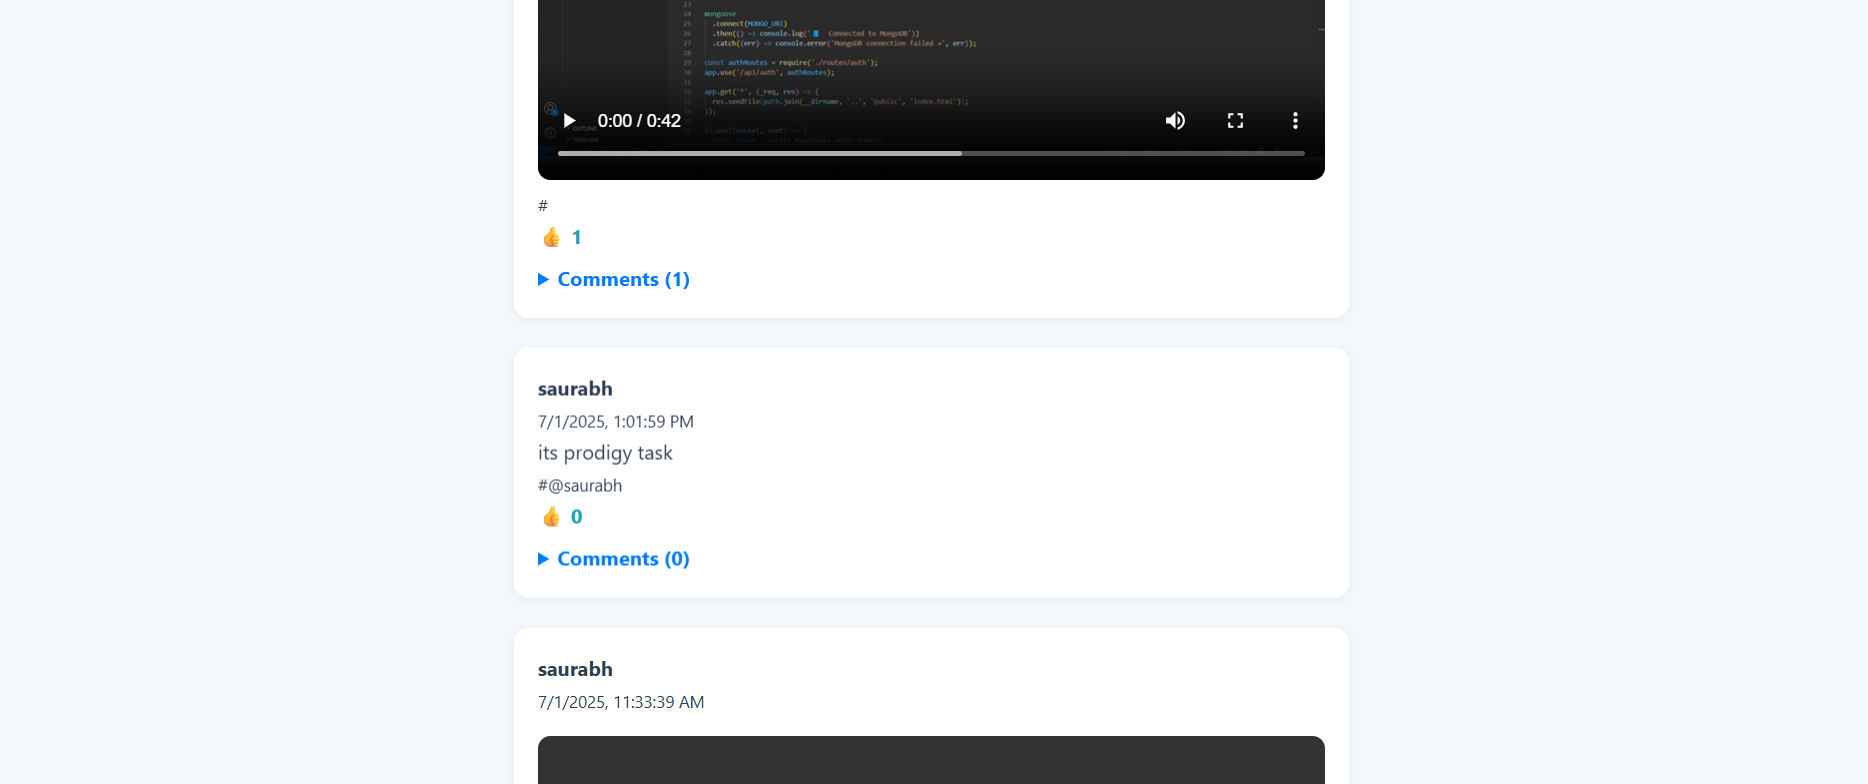 23
24 mongoose
25 .connect(MONGO_URI)
26 .then(() => console.log('📘 Connected to MongoDB'))
27 .catch((err) => console.error('MongoDB connection failed →', err));
28
29 const authRoutes = require('./routes/auth');
30 app.use('/api/auth', authRoutes);
31
32 app.get('*', (_req, res) => {
33 res.sendFile(path.join(__dirname, '..', 'public', 'index.html'));
34 });
35
OUTLINE
io.use((socket, next) => {
TIMELINE
0:00 / 0:42
#
👍 1
▶ Comments (1)
saurabh
7/1/2025, 1:01:59 PM
its prodigy task
#@saurabh
👍 0
▶ Comments (0)
saurabh
7/1/2025, 11:33:39 AM